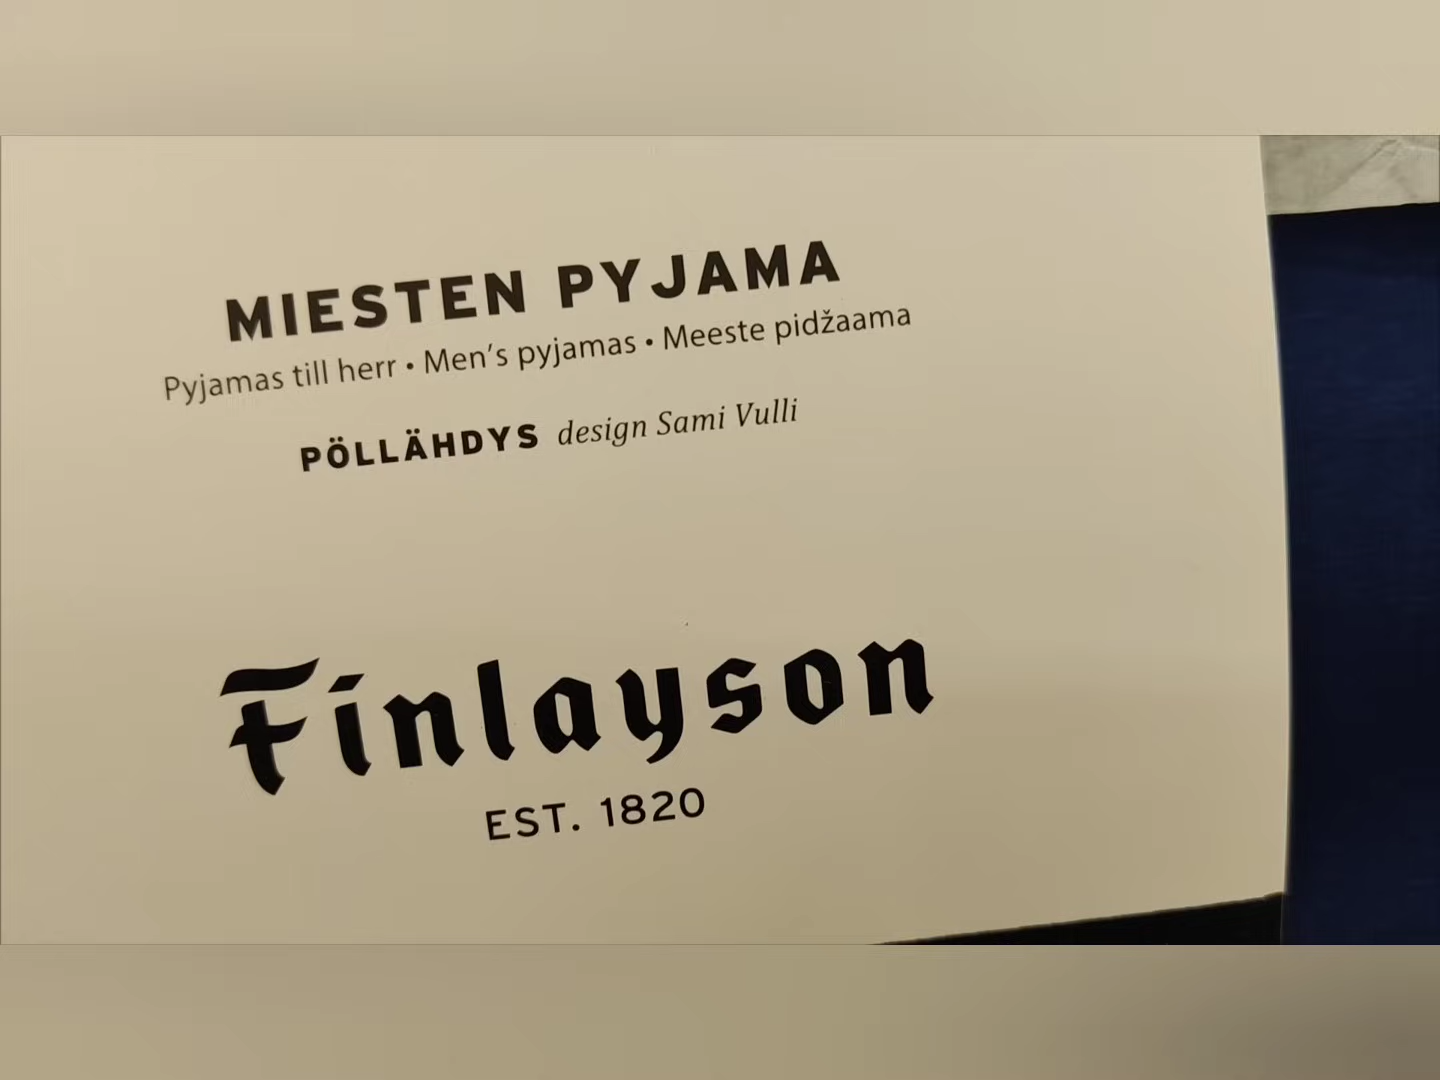 MIESTEN PYJAMA
Pyjamas till herr • Men's pyjamas • Meeste pidžaama
PÖLLÄHDYS design Sami Vulli
Finlayson
EST. 1820